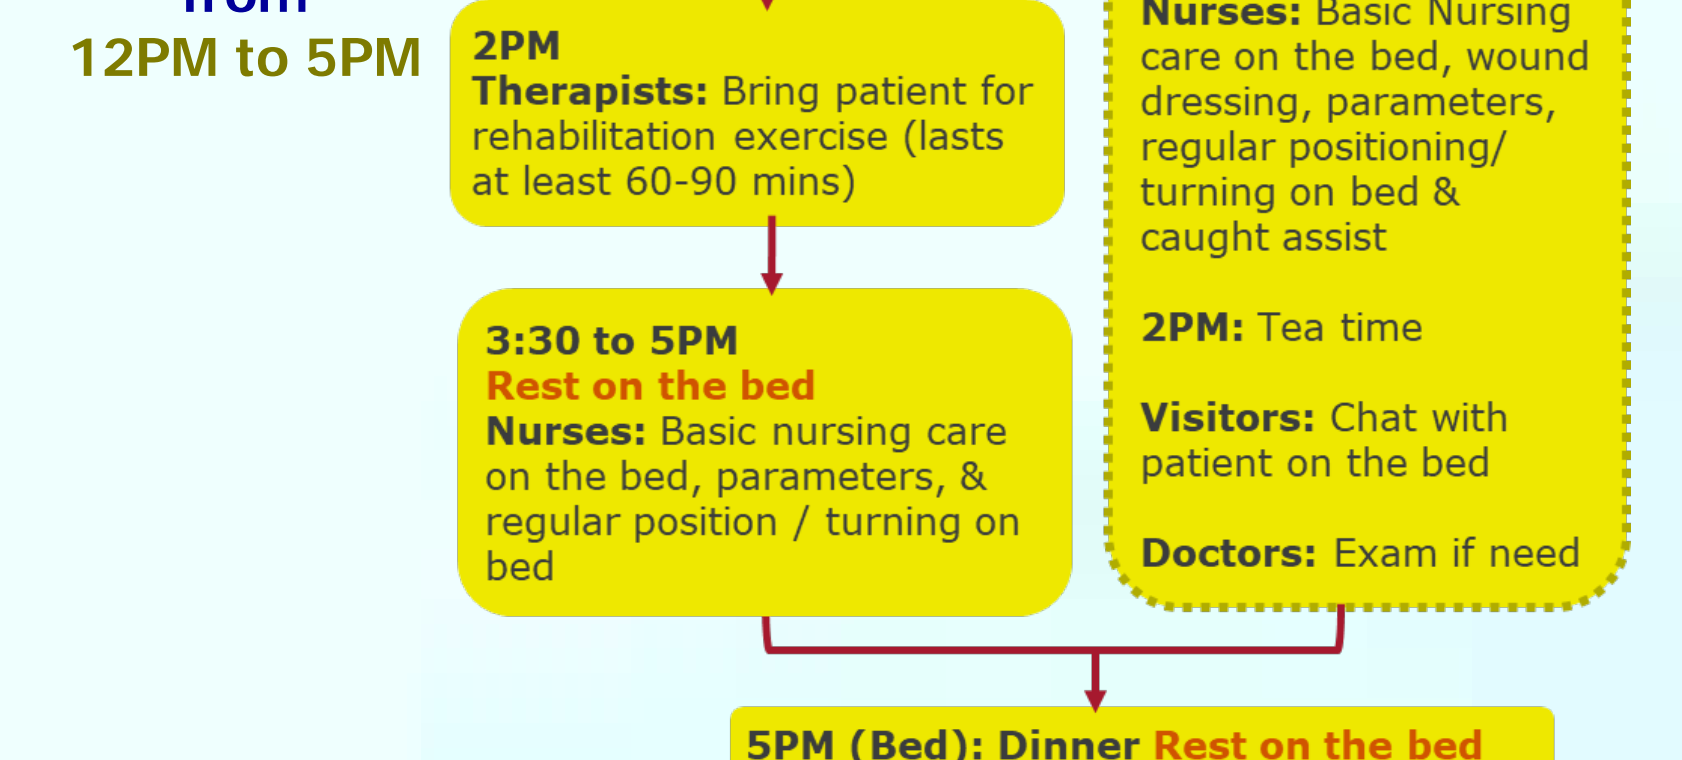 from
12PM to 5PM
2PM
Therapists: Bring patient for
rehabilitation exercise (lasts
at least 60-90 mins)
3:30 to 5PM
Rest on the bed
Nurses: Basic nursing care
on the bed, parameters, &
regular position / turning on
bed
Nurses: Basic Nursing
care on the bed, wound
dressing, parameters,
regular positioning/
turning on bed &
caught assist
2PM: Tea time
Visitors: Chat with
patient on the bed
Doctors: Exam if need
5PM (Bed): Dinner Rest on the bed